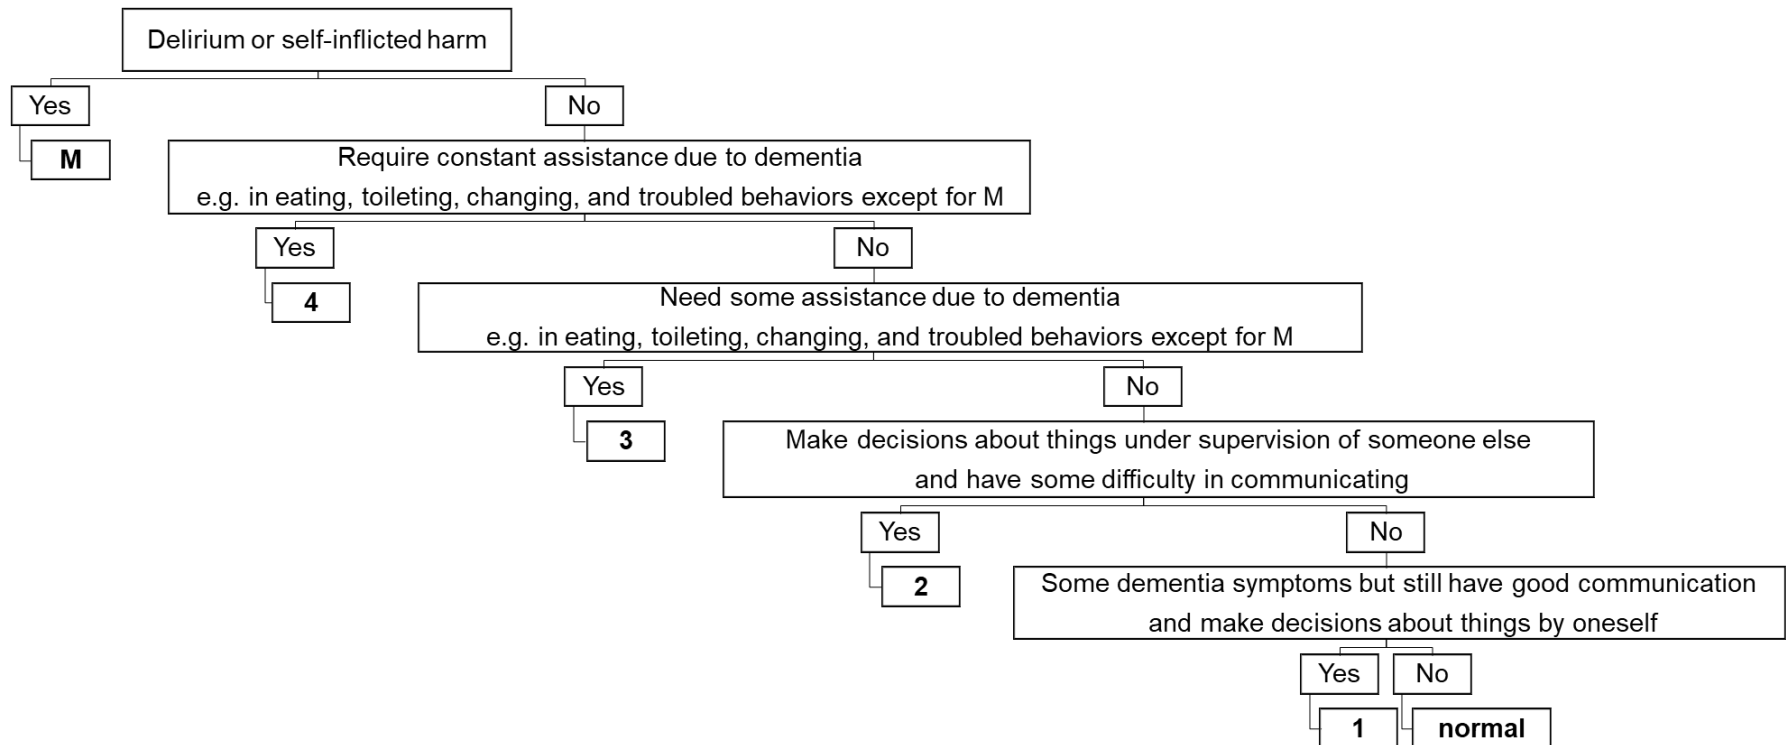 Delirium or self-inflicted harm
Yes
No
M
Require constant assistance due to dementia
e.g. in eating, toileting, changing, and troubled behaviors except for M
Yes
No
4
Need some assistance due to dementia
e.g. in eating, toileting, changing, and troubled behaviors except for M
Yes
No
3
Make decisions about things under supervision of someone else
and have some difficulty in communicating
Yes
No
2
Some dementia symptoms but still have good communication
and make decisions about things by oneself
Yes
No
1
normal